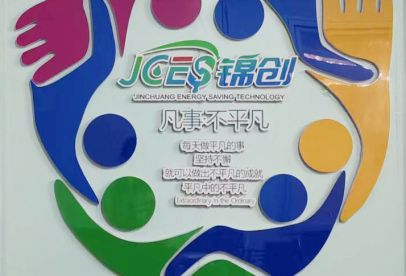 JCES锦创
JINCHUANG ENERGY SAVING TECHNOLOGY
凡事·不平凡
每天做平凡的事
坚持不懈
就可以做出不平凡的成就
平凡中的不平凡
Extraordinary in the Ordinary